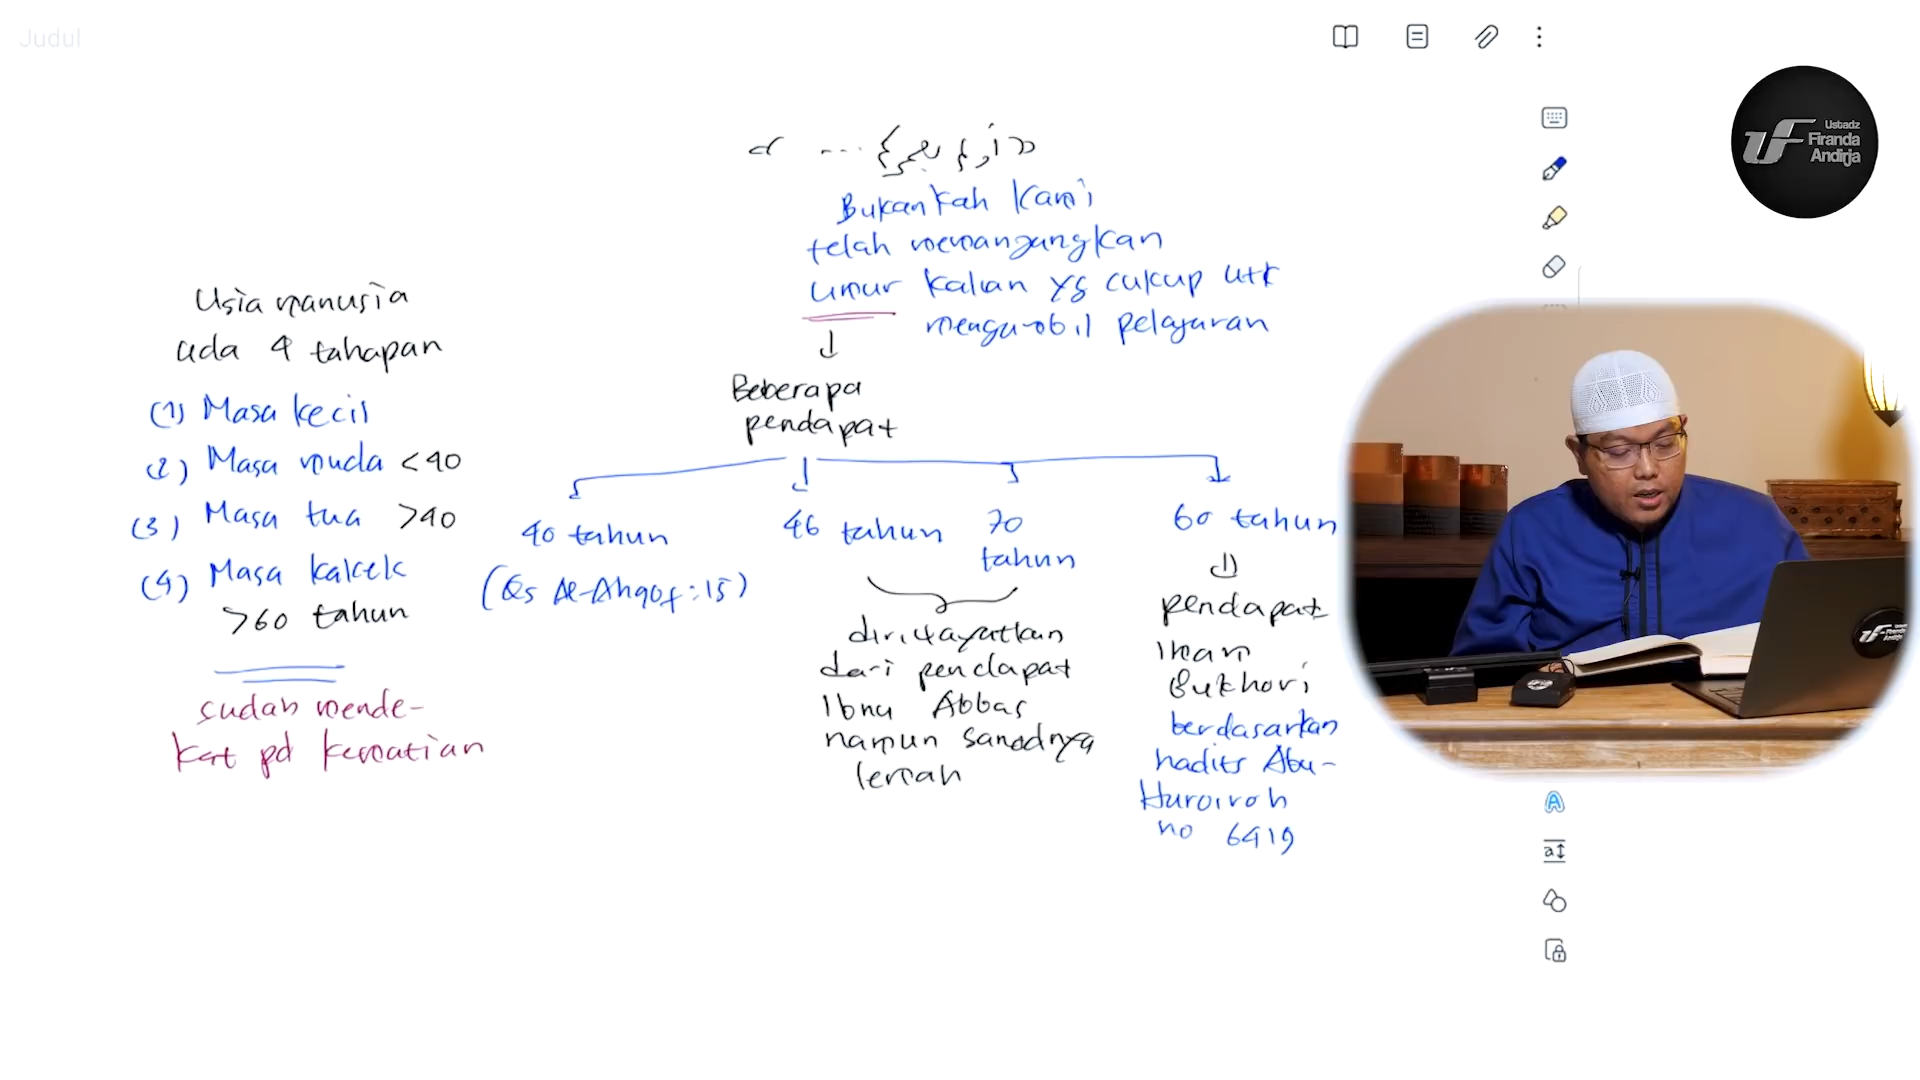 Judul
Ustadz
Firanda
Andirja
Bukankah Kami
telah memanjangkan
umur kalian yg cukup utk
mengambil pelajaran
Beberapa
pendapat
Usia manusia
ada 4 tahapan
(1) Masa kecil
(2) Masa muda <40
(3) Masa tua >40
(4) Masa kakek
>60 tahun
sudah mende-
kat pd kematian
40 tahun
(Qs Al-Ahqof:15)
46 tahun
70
tahun
diriwayatkan
dari pendapat
Ibnu Abbas
namun sanadnya
lemah
60 tahun
pendapat
Imam
Bukhori
berdasarkan
hadits Abu-
Huroiroh
no 6419